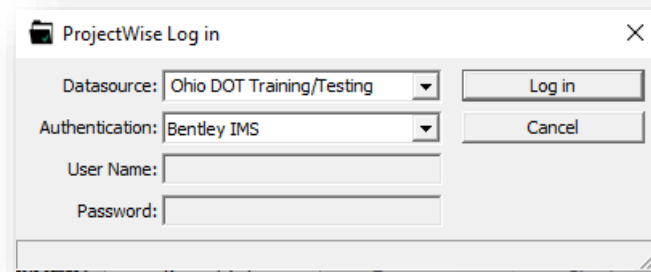 ProjectWise Log in
Datasource: Ohio DOT Training/Testing Log in
Authentication: Bentley IMS Cancel
User Name:
Password: